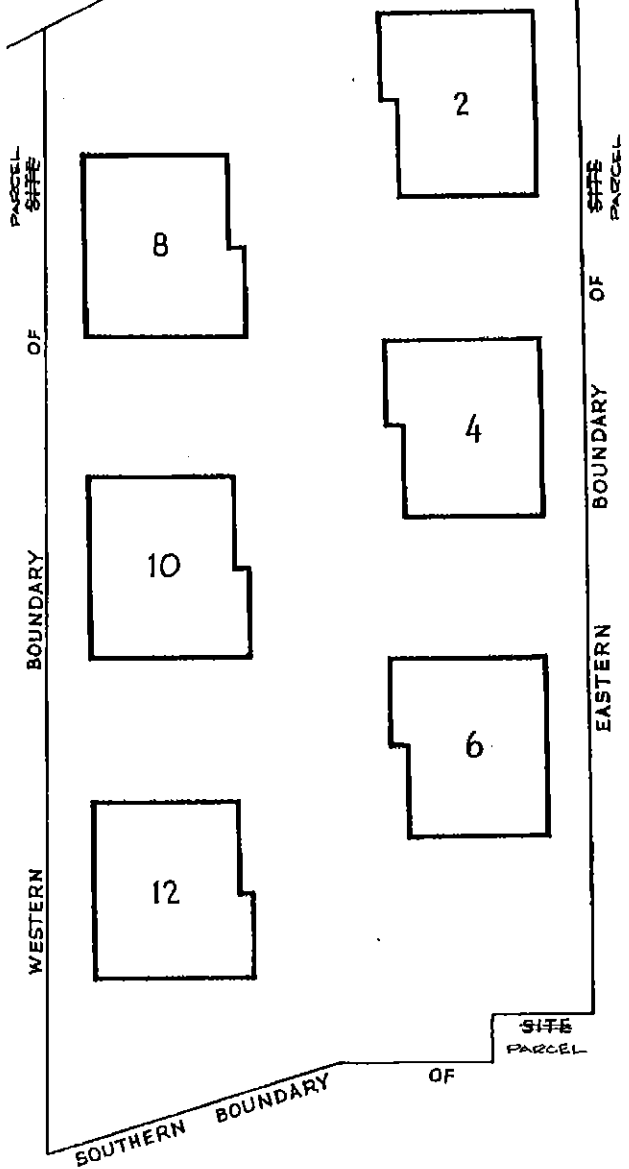 WESTERN BOUNDARY OF ~~SITE~~ PARCEL
2
8
4
10
6
12
EASTERN BOUNDARY OF ~~SITE~~ PARCEL
SOUTHERN BOUNDARY OF ~~SITE~~
PARCEL